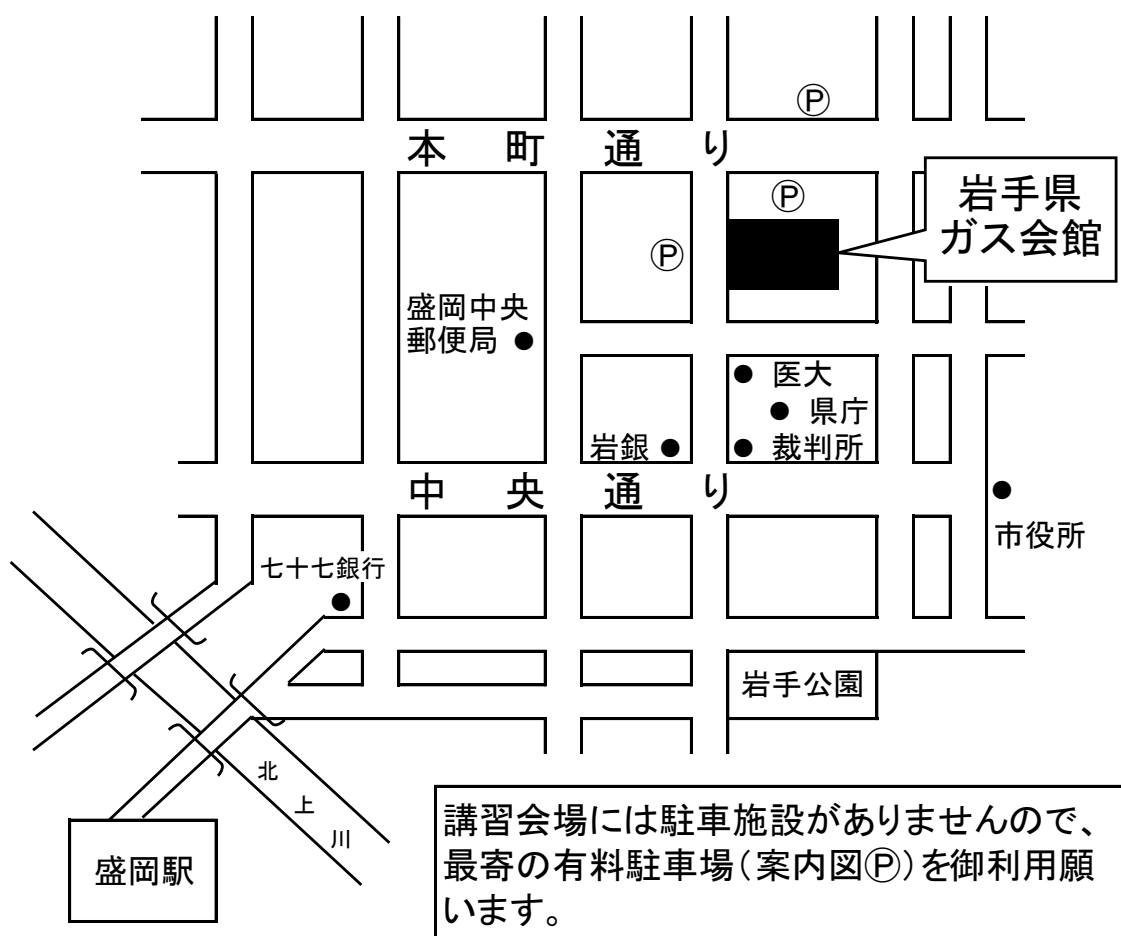 Ⓟ
本町通り
Ⓟ
岩手県
ガス会館
Ⓟ
盛岡中央
郵便局
医大
県庁
岩銀
裁判所
中央通り
市役所
七十七銀行
岩手公園
北上川
盛岡駅
講習会場には駐車施設がありませんので、
最寄の有料駐車場(案内図Ⓟ)を御利用願
います。